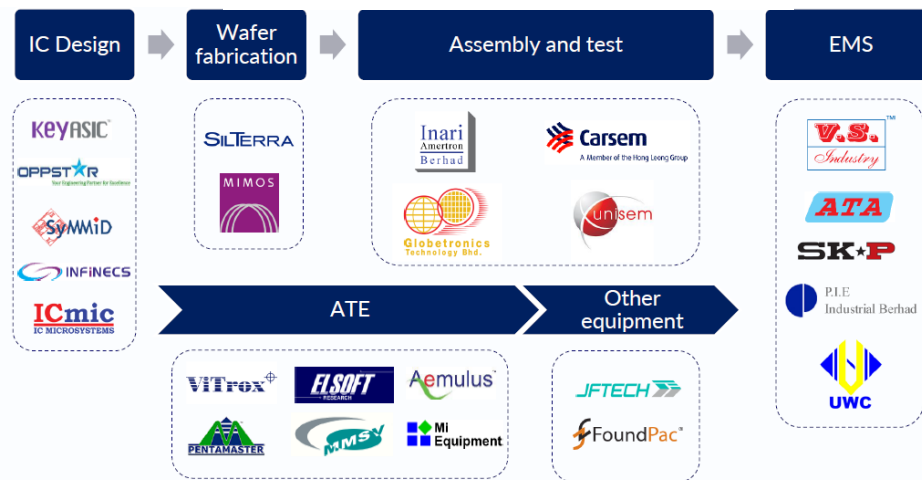 IC Design
Wafer
fabrication
Assembly and test
EMS
KEYASIC
OPPSTAR
Your Engineering Partner for Excellence
SyMMiD
INFINECS
ICmic
IC MICROSYSTEMS
SILTERRA
MIMOS
Inari
Amertron
Berhad
Carsem
A Member of the Hong Leong Group
Globetronics
Technology Bhd.
unisem
V.S.
TM
Industry
ATA
SK★P
P.I.E
Industrial Berhad
UWC
ATE
Other
equipment
ViTrox
ELSOFT
RESEARCH
Aemulus
PENTAMASTER
MMSV
Mi
Equipment
JFTECH
FoundPac